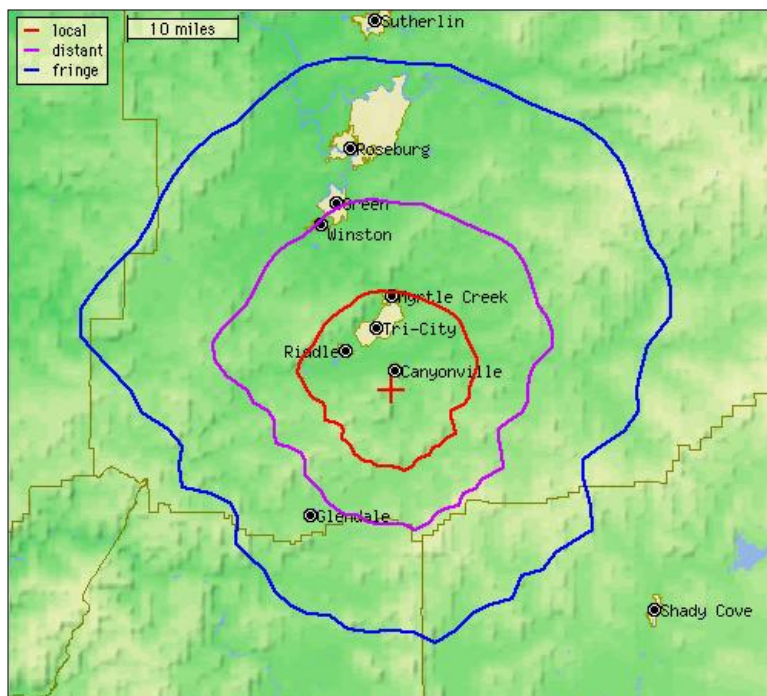 local
distant
fringe
10 miles
Sutherlin
Roseburg
Green
Winston
Myrtle Creek
Tri-City
Riddle
Canyonville
Glendale
Shady Cove